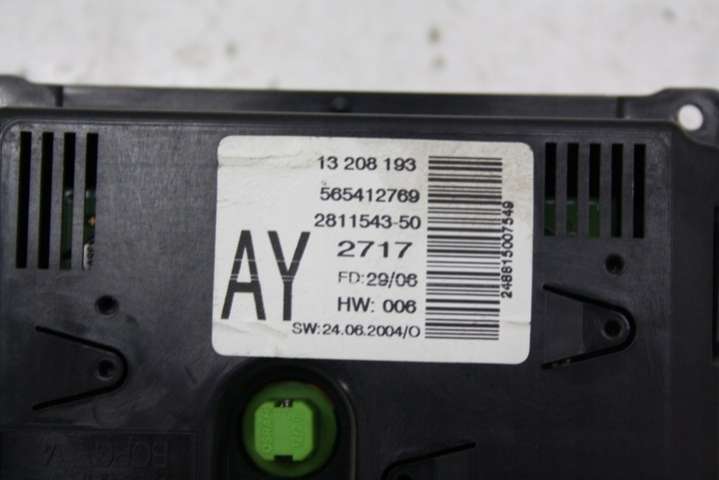 13 208 193
565412769
2811543-50
AY
2717
FD: 29/06
HW: 006
SW: 24.06.2004/O
248815007549